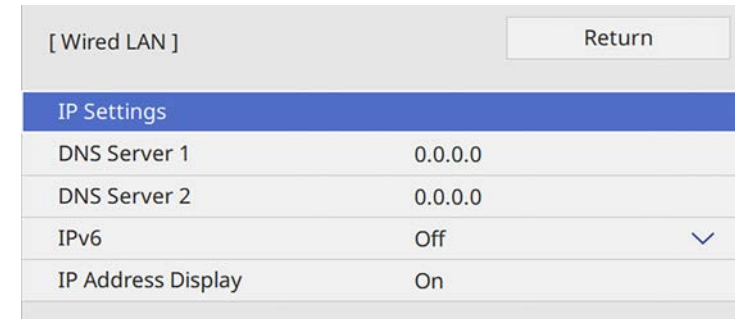 [ Wired LAN ] Return
IP Settings
DNS Server 1 0.0.0.0
DNS Server 2 0.0.0.0
IPv6 Off
IP Address Display On